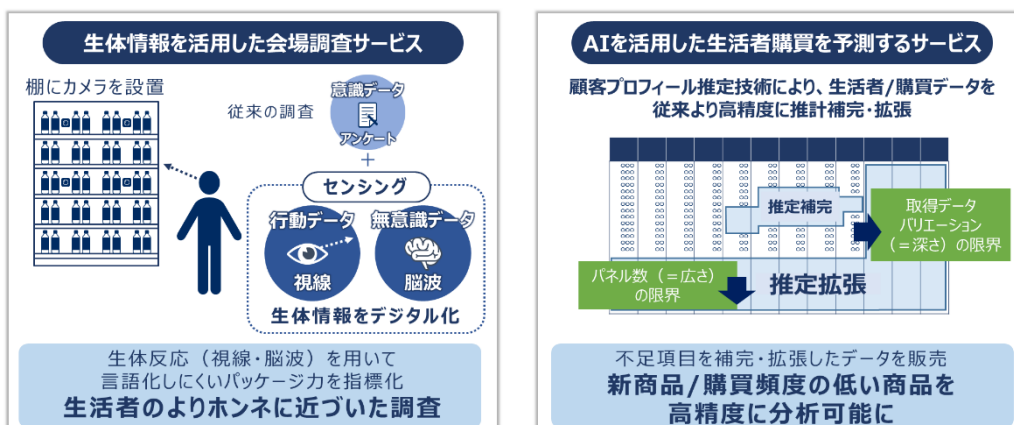 生体情報を活用した会場調査サービス
棚にカメラを設置
従来の調査
意識データ
アンケート
+
センシング
行動データ
視線
無意識データ
脳波
生体情報をデジタル化
生体反応（視線・脳波）を用いて
言語化しにくいパッケージ力を指標化
生活者のよりホンネに近づいた調査
AIを活用した生活者購買を予測するサービス
顧客プロフィール推定技術により、生活者/購買データを
従来より高精度に推計補完・拡張
推定補完
取得データ
バリエーション
（=深さ）の限界
パネル数（=広さ）
の限界
推定拡張
不足項目を補完・拡張したデータを販売
新商品/購買頻度の低い商品を
高精度に分析可能に